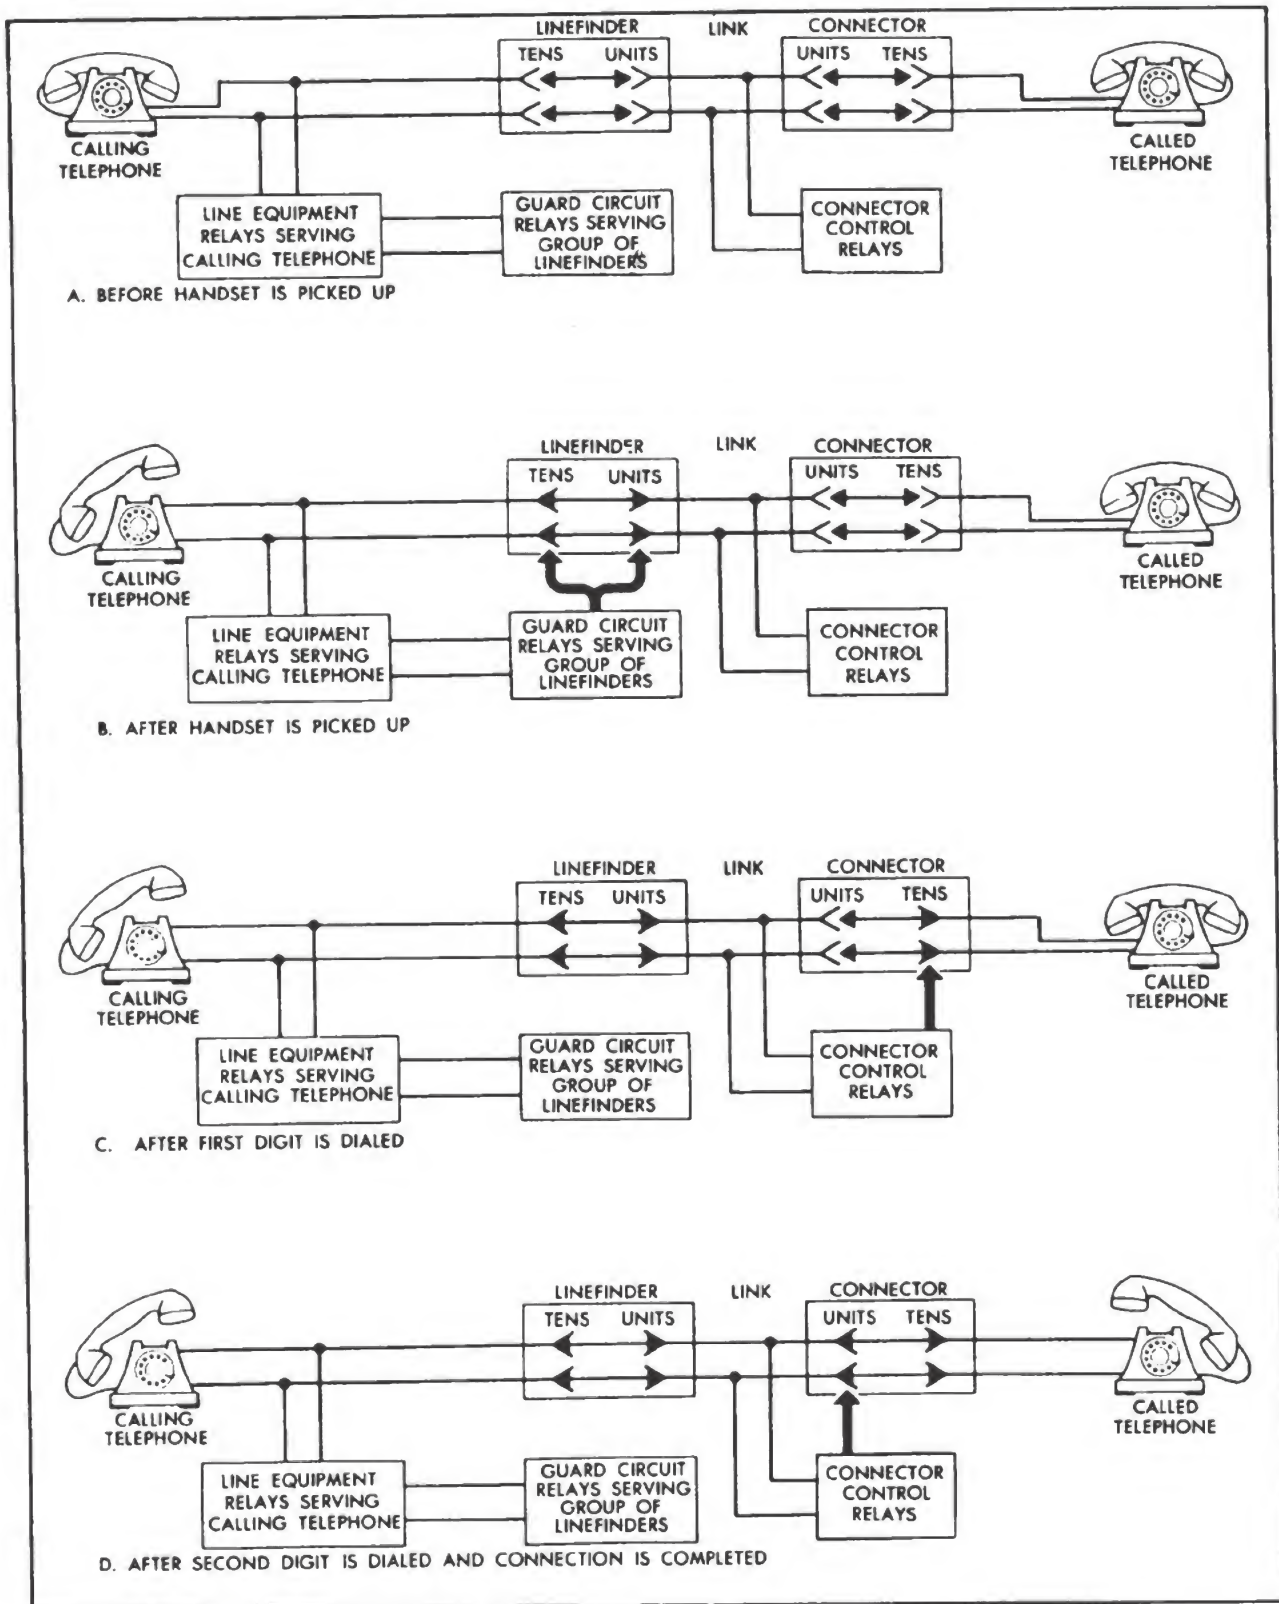 LINEFINDER LINK CONNECTOR
TENS UNITS UNITS TENS
CALLING
TELEPHONE
CALLED
TELEPHONE
LINE EQUIPMENT
RELAYS SERVING
CALLING TELEPHONE
GUARD CIRCUIT
RELAYS SERVING
GROUP OF
LINEFINDERS
CONNECTOR
CONTROL
RELAYS
A. BEFORE HANDSET IS PICKED UP
LINEFINDER LINK CONNECTOR
TENS UNITS UNITS TENS
CALLING
TELEPHONE
CALLED
TELEPHONE
LINE EQUIPMENT
RELAYS SERVING
CALLING TELEPHONE
GUARD CIRCUIT
RELAYS SERVING
GROUP OF
LINEFINDERS
CONNECTOR
CONTROL
RELAYS
B. AFTER HANDSET IS PICKED UP
LINEFINDER LINK CONNECTOR
TENS UNITS UNITS TENS
CALLING
TELEPHONE
CALLED
TELEPHONE
LINE EQUIPMENT
RELAYS SERVING
CALLING TELEPHONE
GUARD CIRCUIT
RELAYS SERVING
GROUP OF
LINEFINDERS
CONNECTOR
CONTROL
RELAYS
C. AFTER FIRST DIGIT IS DIALED
LINEFINDER LINK CONNECTOR
TENS UNITS UNITS TENS
CALLING
TELEPHONE
CALLED
TELEPHONE
LINE EQUIPMENT
RELAYS SERVING
CALLING TELEPHONE
GUARD CIRCUIT
RELAYS SERVING
GROUP OF
LINEFINDERS
CONNECTOR
CONTROL
RELAYS
D. AFTER SECOND DIGIT IS DIALED AND CONNECTION IS COMPLETED